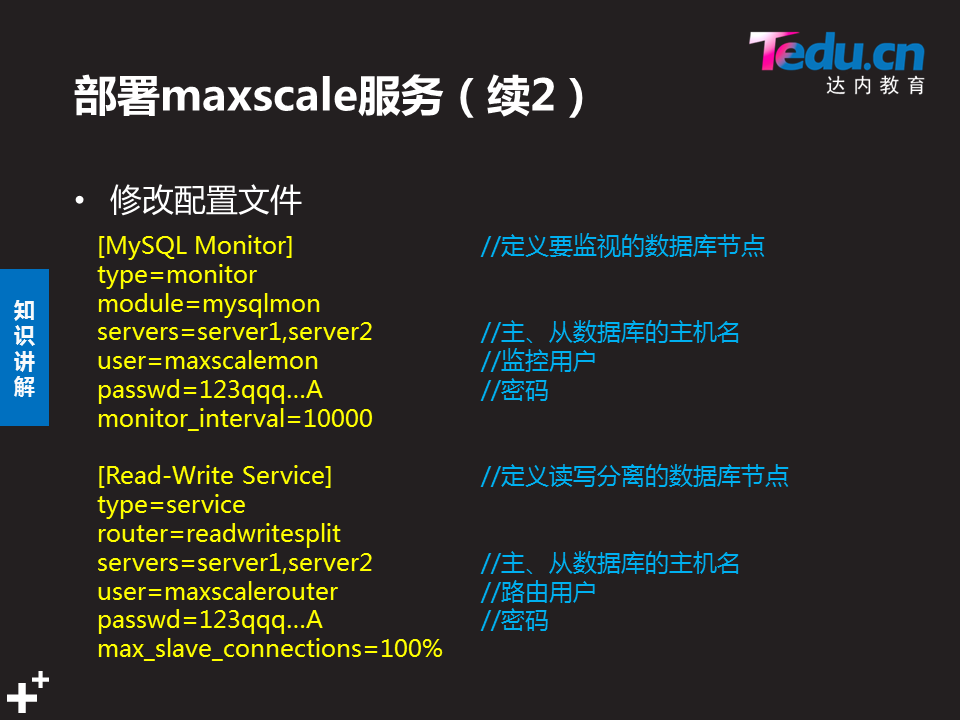 Tedu.cn
达内教育
部署maxscale服务（续2）
• 修改配置文件
[MySQL Monitor] //定义要监视的数据库节点
type=monitor
module=mysqlmon
servers=server1,server2 //主、从数据库的主机名
user=maxscalemon //监控用户
passwd=123qqq…A //密码
monitor_interval=10000
[Read-Write Service] //定义读写分离的数据库节点
type=service
router=readwritesplit
servers=server1,server2 //主、从数据库的主机名
user=maxscalerouter //路由用户
passwd=123qqq…A //密码
max_slave_connections=100%
知识讲解